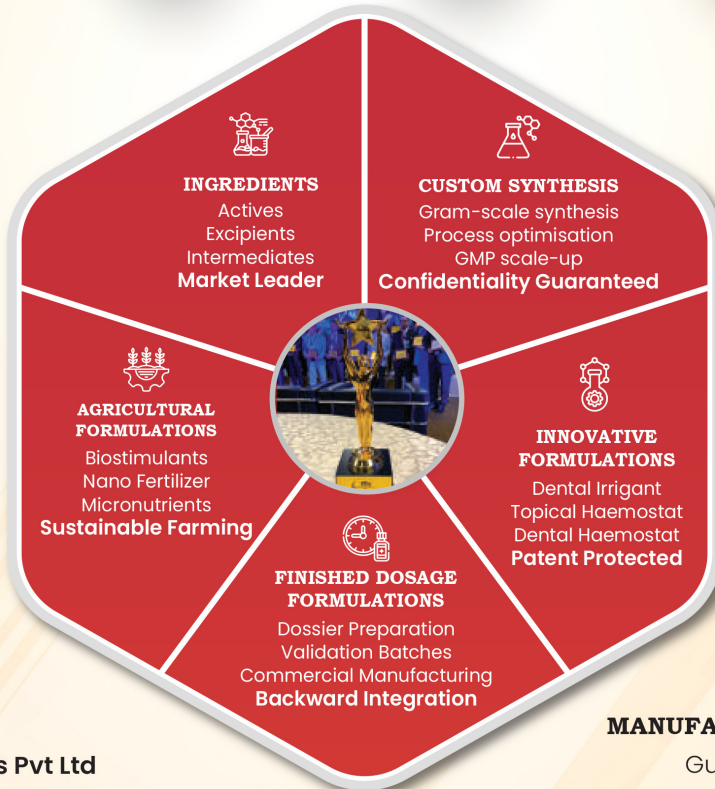 INGREDIENTS
Actives
Excipients
Intermediates
Market Leader
CUSTOM SYNTHESIS
Gram-scale synthesis
Process optimisation
GMP scale-up
Confidentiality Guaranteed
AGRICULTURAL
FORMULATIONS
Biostimulants
Nano Fertilizer
Micronutrients
Sustainable Farming
INNOVATIVE
FORMULATIONS
Dental Irrigant
Topical Haemostat
Dental Haemostat
Patent Protected
FINISHED DOSAGE
FORMULATIONS
Dossier Preparation
Validation Batches
Commercial Manufacturing
Backward Integration
Pvt Ltd